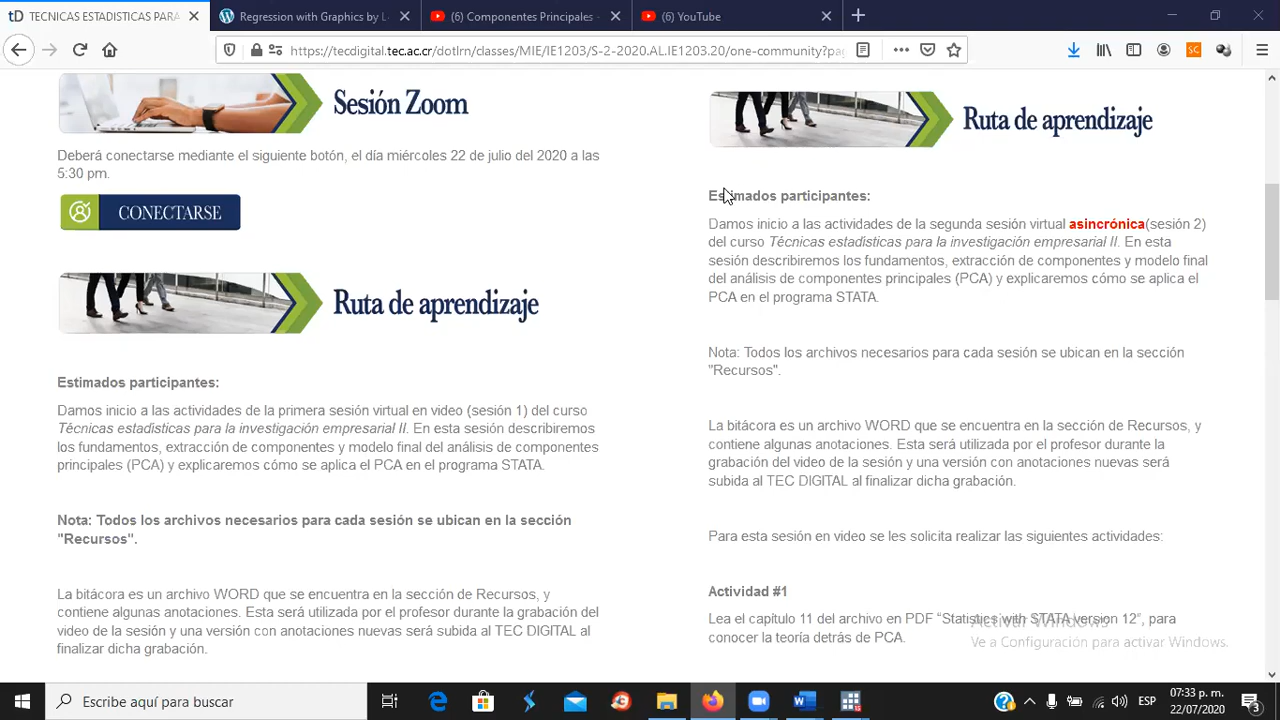 TECNICAS ESTADISTICAS PARA
Regression with Graphics by L
(6) Componentes Principales -
(6) YouTube
https://tecdigital.tec.ac.cr/dotlrn/classes/MIE/IE1203/S-2-2020.AL.IE1203.20/one-community?pag
Sesión Zoom
Deberá conectarse mediante el siguiente botón, el día miércoles 22 de julio del 2020 a las
5:30 pm.
CONECTARSE
Ruta de aprendizaje
Estimados participantes:
Damos inicio a las actividades de la primera sesión virtual en video (sesión 1) del curso
Técnicas estadísticas para la investigación empresarial II. En esta sesión describiremos
los fundamentos, extracción de componentes y modelo final del análisis de componentes
principales (PCA) y explicaremos cómo se aplica el PCA en el programa STATA.
Nota: Todos los archivos necesarios para cada sesión se ubican en la sección
"Recursos".
La bitácora es un archivo WORD que se encuentra en la sección de Recursos, y
contiene algunas anotaciones. Esta será utilizada por el profesor durante la grabación del
video de la sesión y una versión con anotaciones nuevas será subida al TEC DIGITAL al
finalizar dicha grabación.
Ruta de aprendizaje
Estimados participantes:
Damos inicio a las actividades de la segunda sesión virtual asincrónica(sesión 2)
del curso Técnicas estadísticas para la investigación empresarial II. En esta
sesión describiremos los fundamentos, extracción de componentes y modelo final
del análisis de componentes principales (PCA) y explicaremos cómo se aplica el
PCA en el programa STATA.
Nota: Todos los archivos necesarios para cada sesión se ubican en la sección
"Recursos".
La bitácora es un archivo WORD que se encuentra en la sección de Recursos, y
contiene algunas anotaciones. Esta será utilizada por el profesor durante la
grabación del video de la sesión y una versión con anotaciones nuevas será
subida al TEC DIGITAL al finalizar dicha grabación.
Para esta sesión en video se les solicita realizar las siguientes actividades:
Actividad #1
Lea el capítulo 11 del archivo en PDF “Statistics with STATA version 12”, para
conocer la teoría detrás de PCA.
Activar Windows
Ve a Configuración para activar Windows.
Escribe aquí para buscar
ESP
07:33 p. m.
22/07/2020
3